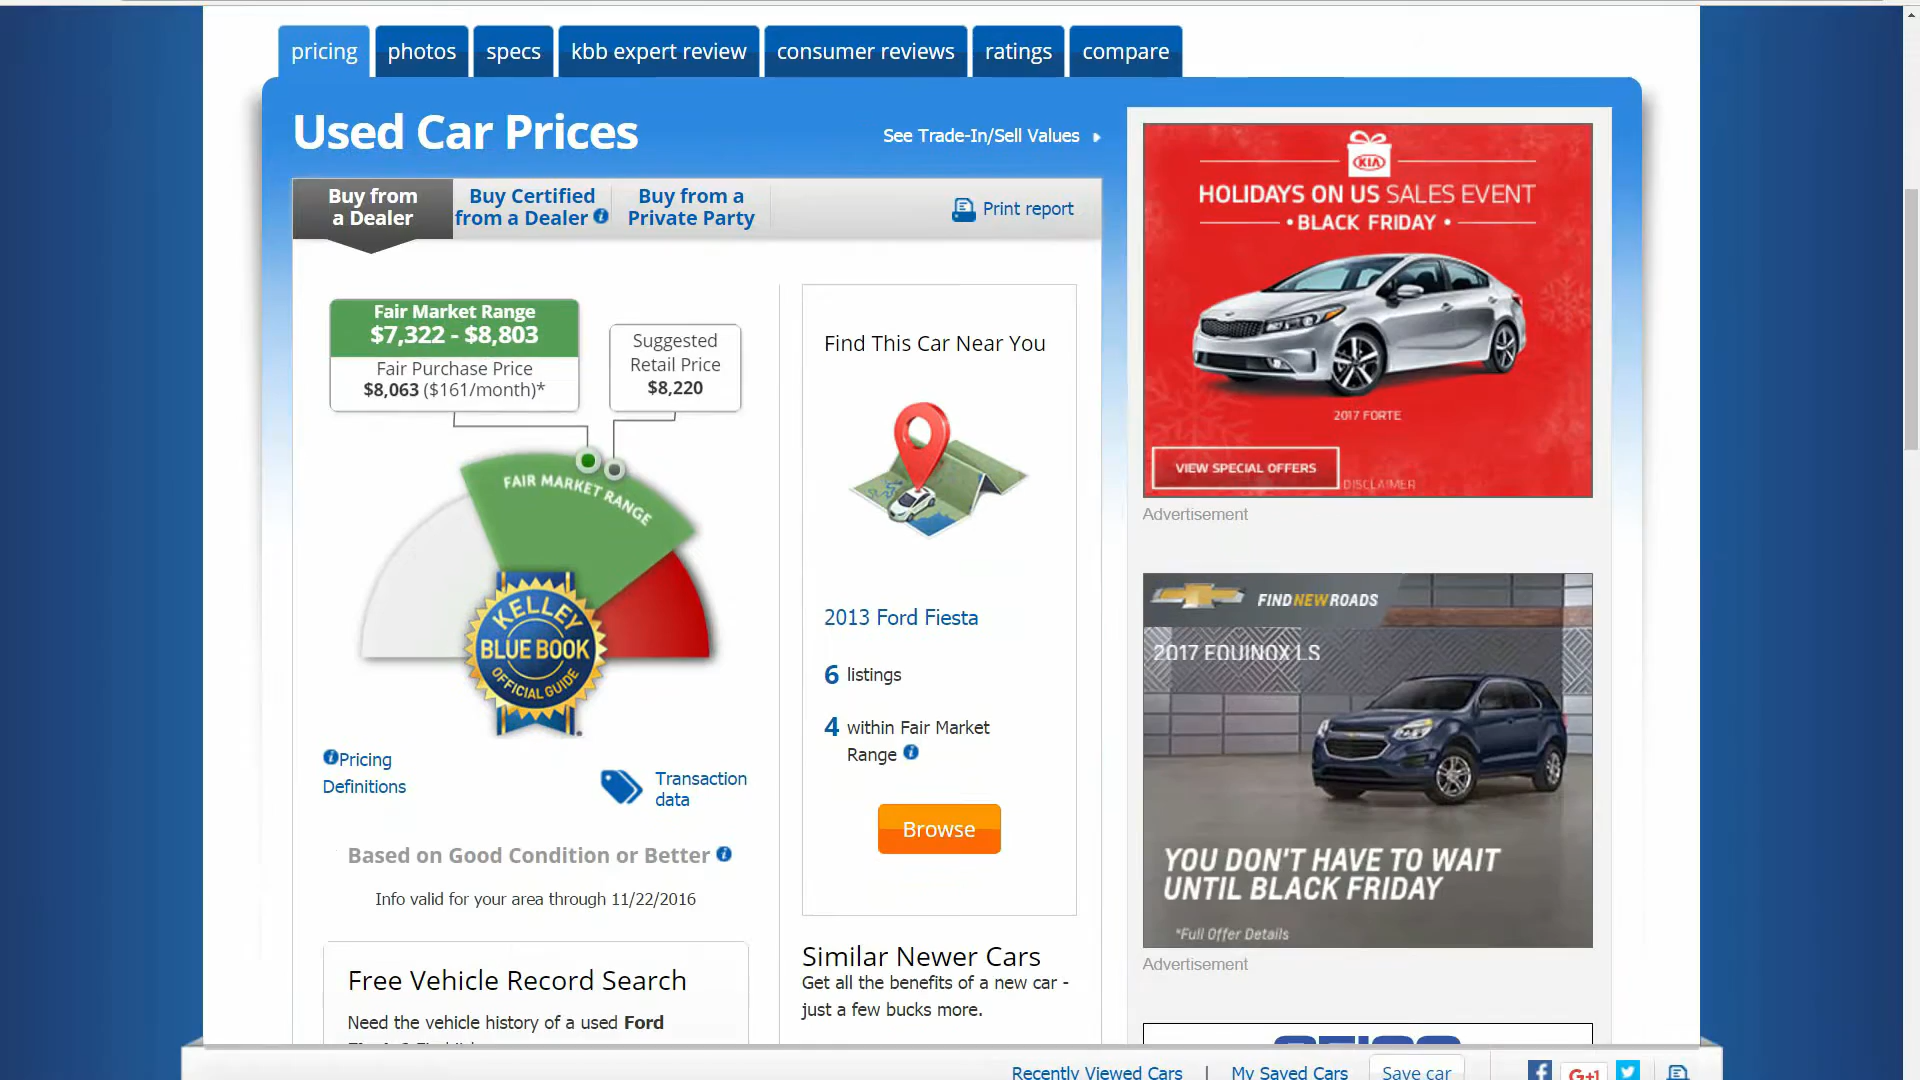 pricing
photos
specs
kbb expert review
consumer reviews
ratings
compare
Used Car Prices
See Trade-In/Sell Values
Buy from
a Dealer
Buy Certified
from a Dealer
Buy from a
Private Party
Print report
Fair Market Range
$7,322 - $8,803
Fair Purchase Price
$8,063 ($161/month)*
Suggested
Retail Price
$8,220
FAIR MARKET RANGE
KELLEY
BLUE BOOK
OFFICIAL GUIDE
Pricing
Definitions
Transaction
data
Based on Good Condition or Better
Info valid for your area through 11/22/2016
Free Vehicle Record Search
Need the vehicle history of a used Ford
Find This Car Near You
2013 Ford Fiesta
6 listings
4 within Fair Market
Range
Browse
Similar Newer Cars
Get all the benefits of a new car -
just a few bucks more.
KIA
HOLIDAYS ON US SALES EVENT
• BLACK FRIDAY •
2017 FORTE
VIEW SPECIAL OFFERS
DISCLAIMER
Advertisement
FIND NEW ROADS
2017 EQUINOX LS
YOU DON'T HAVE TO WAIT
UNTIL BLACK FRIDAY
*Full Offer Details
Advertisement
Recently Viewed Cars | My Saved Cars
Save car
G+1